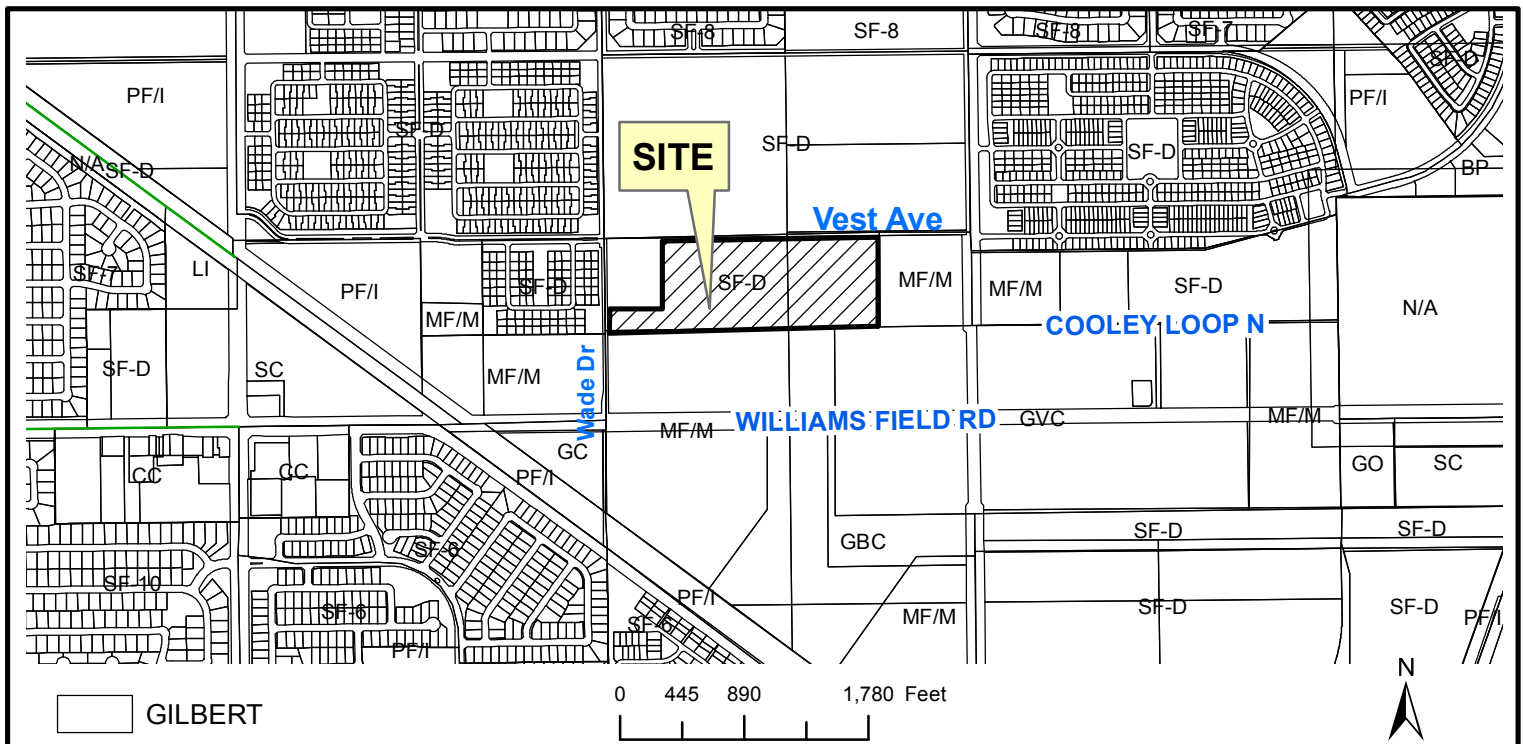 SF-8
SF-8
SF-8
SF-7
SF-D
PF/I
PF/I
SF-D
SF-D
SF-D
N/A
SF-D
BP
SITE
Vest Ave
SF-7
LI
PF/I
SF-D
SF-D
MF/M
MF/M
SF-D
N/A
MF/M
COOLEY LOOP N
SF-D
SC
MF/M
Wade Dr
MF/M
WILLIAMS FIELD RD
GVC
MF/M
CC
CC
PF/I
GC
GO
SC
SF-6
GBC
SF-D
SF-D
SF-10
SF-6
PF/I
SF-6
PF/I
MF/M
SF-D
SF-D
PF/I
GILBERT
0 445 890 1,780 Feet
N